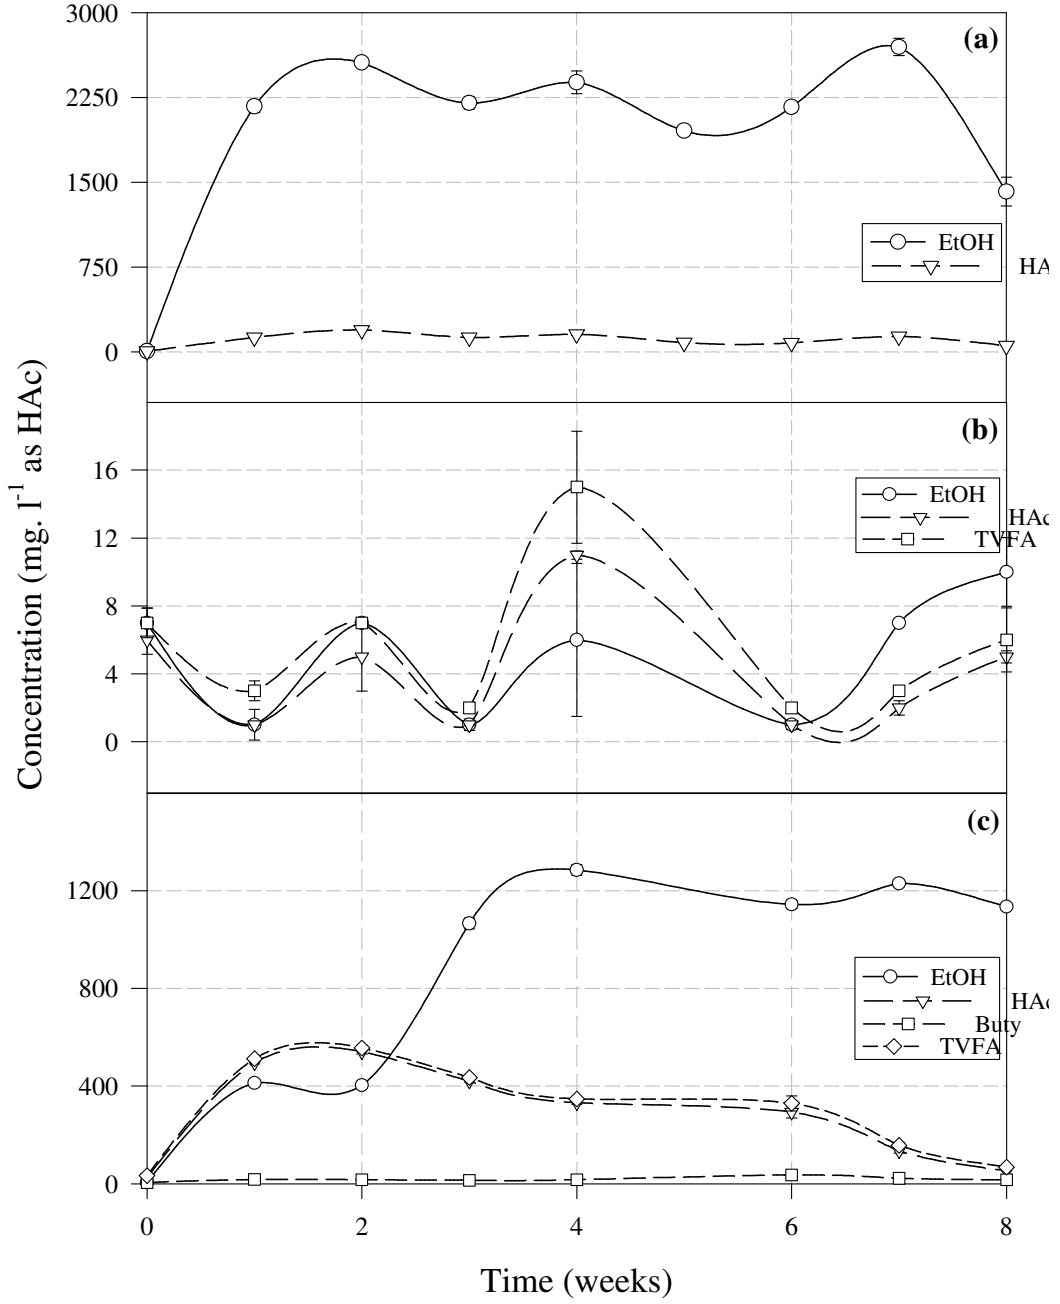 3000
(a)
2250
1500
EtOH
750
HA
0
Concentration (mg. l-1 as HAc)
(b)
16
EtOH
HAc
12
TVFA
8
4
0
(c)
1200
800
EtOH
HAc
Buty
TVFA
400
0
0 2 4 6 8
Time (weeks)